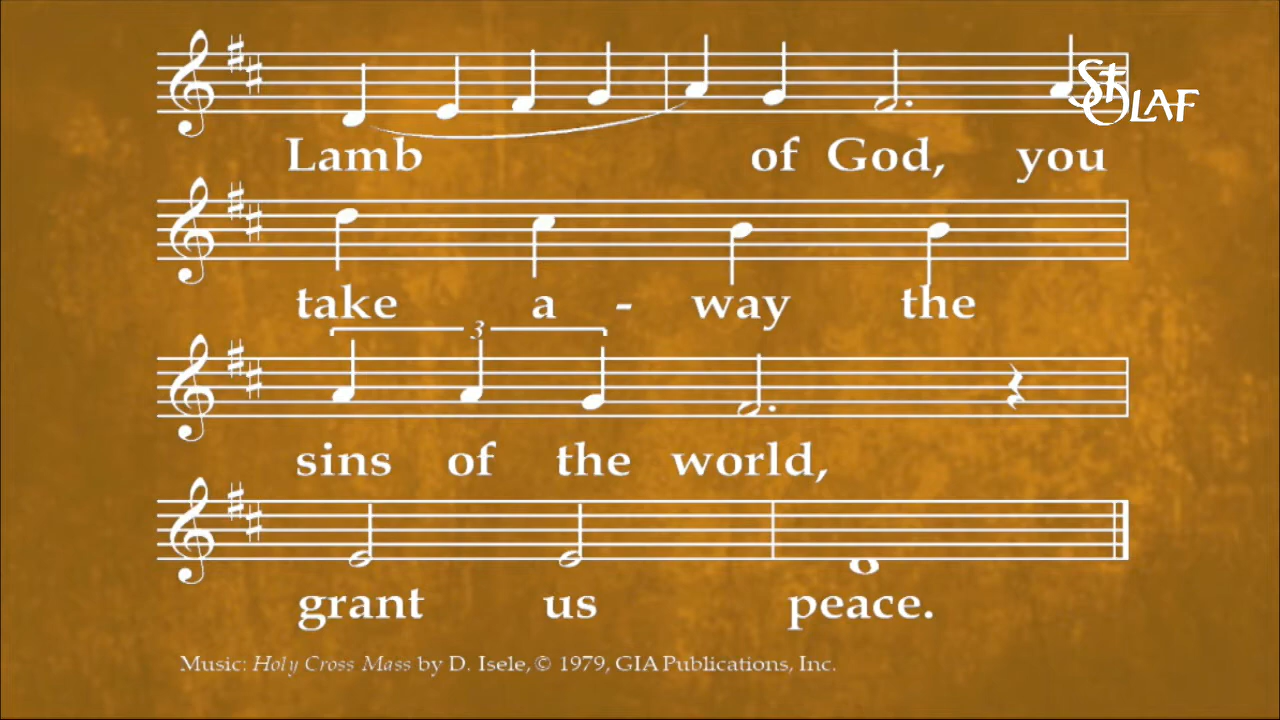 St OLAF
Lamb of God, you
take a - way the
3
sins of the world,
grant us peace.
Music: Holy Cross Mass by D. Isele, © 1979, GIA Publications, Inc.